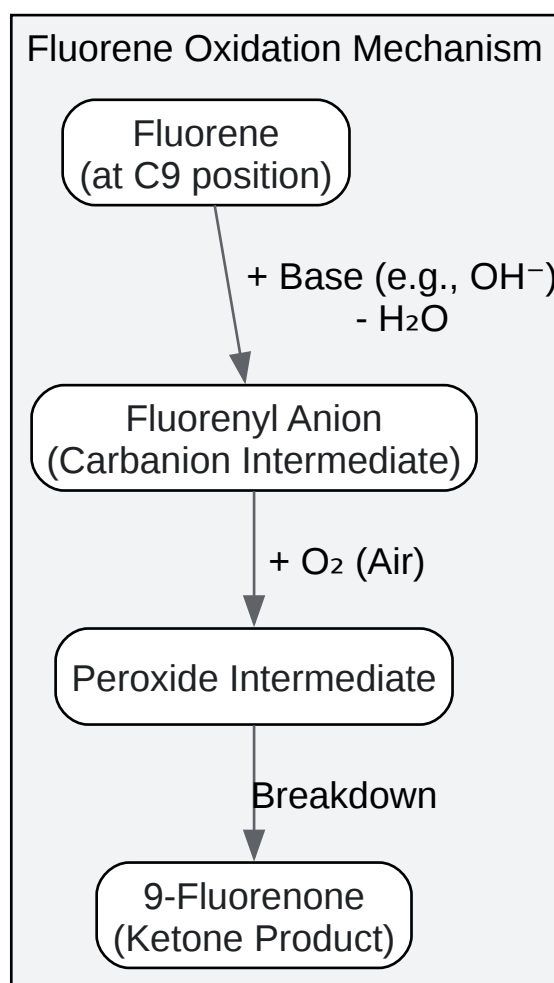 Fluorene Oxidation Mechanism
Fluorene
(at C9 position)
+ Base (e.g., OH⁻)
- H₂O
Fluorenyl Anion
(Carbanion Intermediate)
+ O₂ (Air)
Peroxide Intermediate
Breakdown
9-Fluorenone
(Ketone Product)